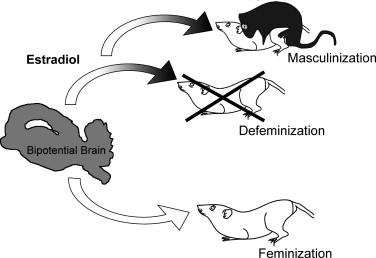 Estradiol
Masculinization
Defeminization
Bipotential Brain
Feminization